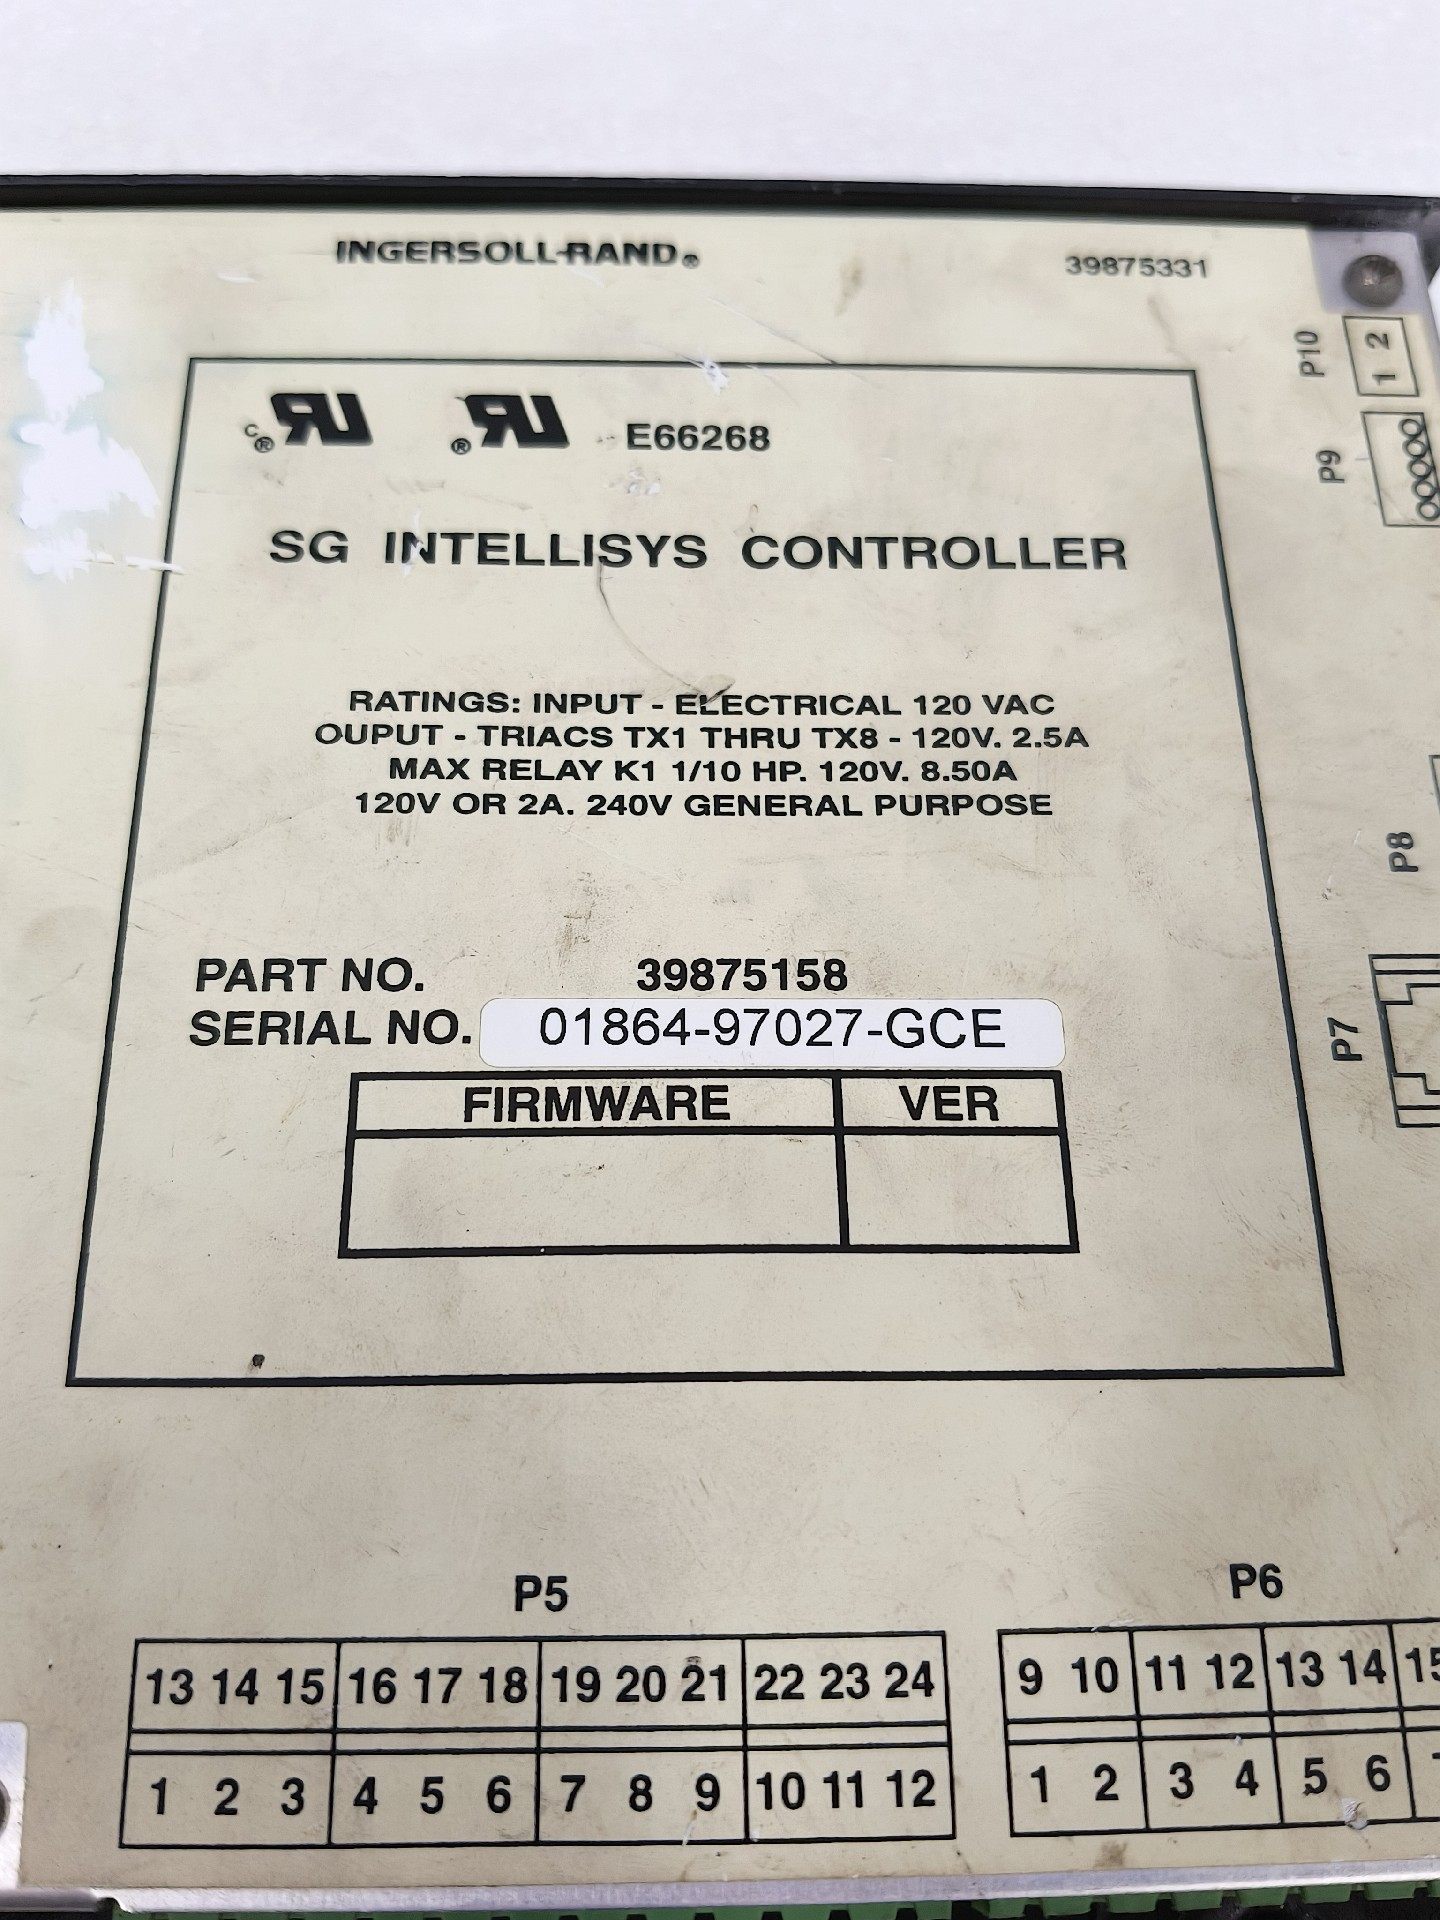 INGERSOLL-RAND® 39875331
P10
1 2
P9
c ® E66268
SG INTELLISYS CONTROLLER
RATINGS: INPUT - ELECTRICAL 120 VAC
OUPUT - TRIACS TX1 THRU TX8 - 120V. 2.5A
MAX RELAY K1 1/10 HP. 120V. 8.50A
120V OR 2A. 240V GENERAL PURPOSE
P8
PART NO. 39875158
SERIAL NO. 01864-97027-GCE
P7
FIRMWARE VER
P5
13 14 15 16 17 18 19 20 21 22 23 24
1 2 3 4 5 6 7 8 9 10 11 12
P6
9 10 11 12 13 14 15
1 2 3 4 5 6